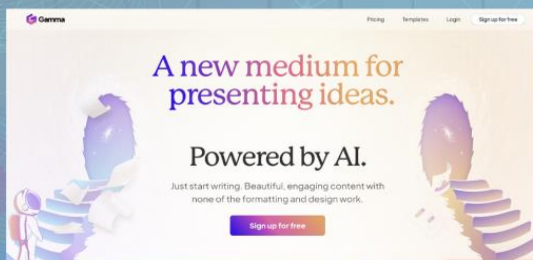 Gamma
Pricing Templates Login Sign up for free
A new medium for
presenting ideas.
Powered by AI.
Just start writing. Beautiful, engaging content with
none of the formatting and design work.
Sign up for free